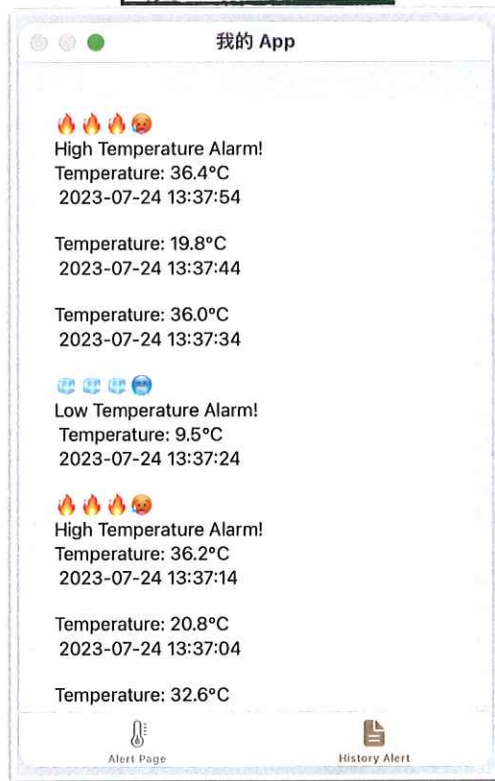 我的 App
🔥🔥🔥🥵
High Temperature Alarm!
Temperature: 36.4°C
2023-07-24 13:37:54
Temperature: 19.8°C
2023-07-24 13:37:44
Temperature: 36.0°C
2023-07-24 13:37:34
🧊🧊🧊🥶
Low Temperature Alarm!
Temperature: 9.5°C
2023-07-24 13:37:24
🔥🔥🔥🥵
High Temperature Alarm!
Temperature: 36.2°C
2023-07-24 13:37:14
Temperature: 20.8°C
2023-07-24 13:37:04
Temperature: 32.6°C
Alert Page
History Alert